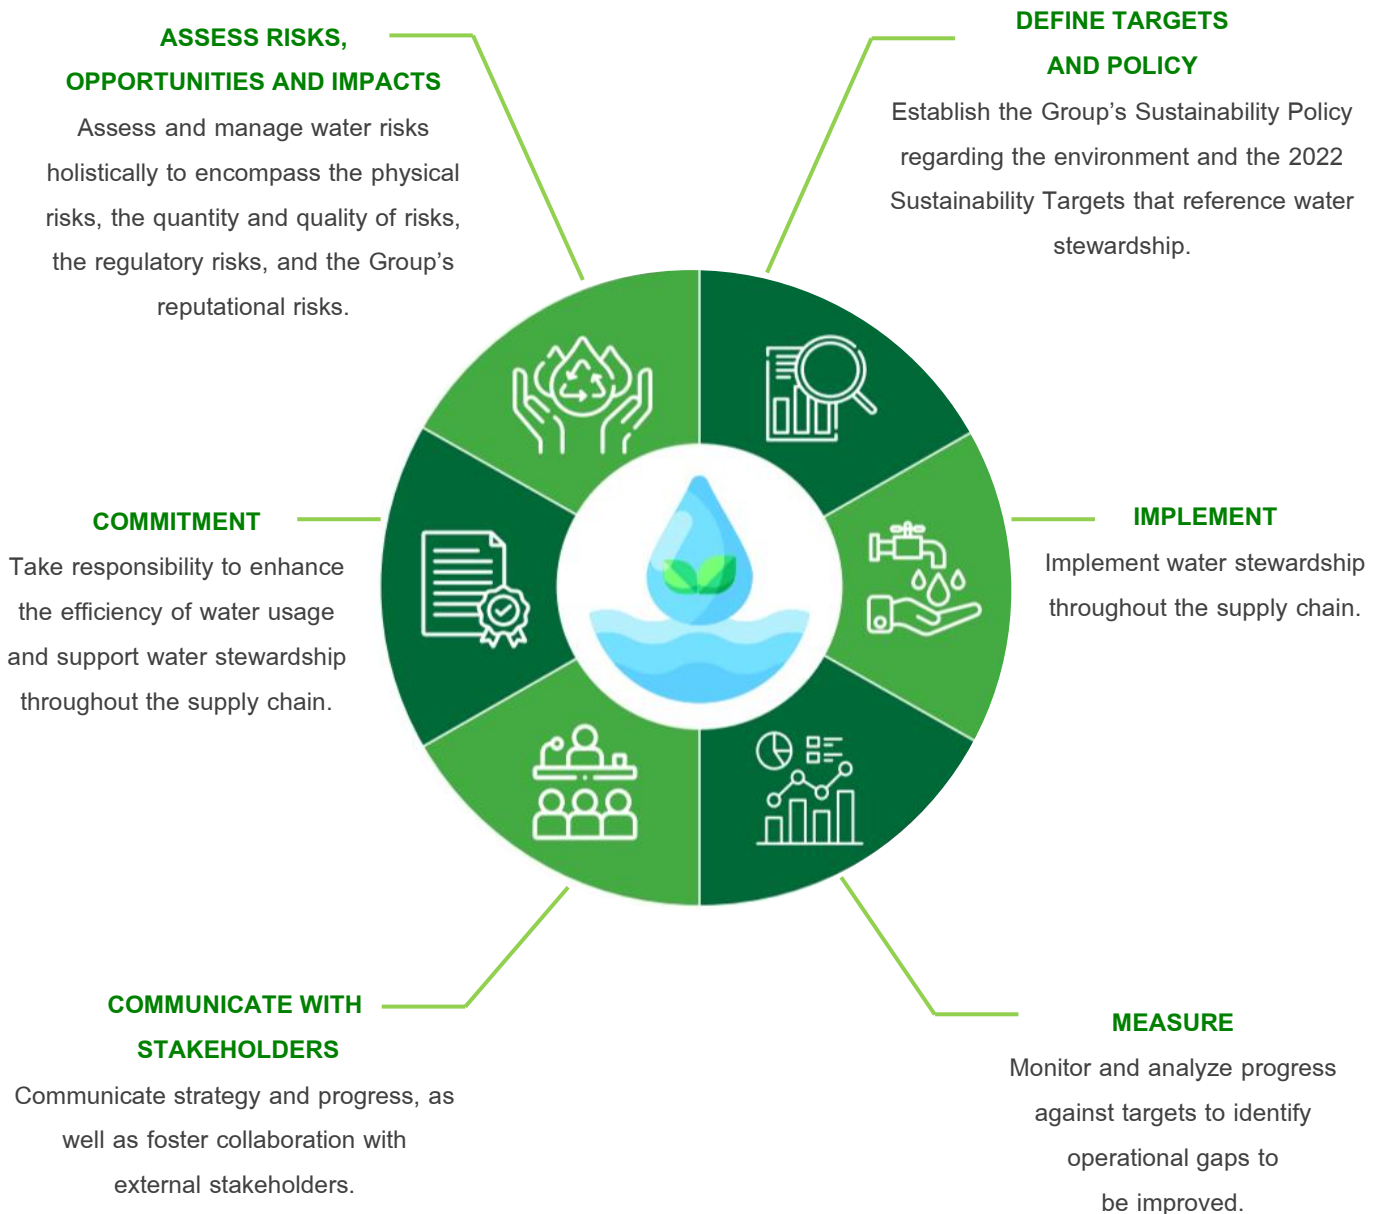 ASSESS RISKS,
OPPORTUNITIES AND IMPACTS
Assess and manage water risks
holistically to encompass the physical
risks, the quantity and quality of risks,
the regulatory risks, and the Group’s
reputational risks.
DEFINE TARGETS
AND POLICY
Establish the Group’s Sustainability Policy
regarding the environment and the 2022
Sustainability Targets that reference water
stewardship.
COMMITMENT
Take responsibility to enhance
the efficiency of water usage
and support water stewardship
throughout the supply chain.
IMPLEMENT
Implement water stewardship
throughout the supply chain.
COMMUNICATE WITH
STAKEHOLDERS
Communicate strategy and progress, as
well as foster collaboration with
external stakeholders.
MEASURE
Monitor and analyze progress
against targets to identify
operational gaps to
be improved.